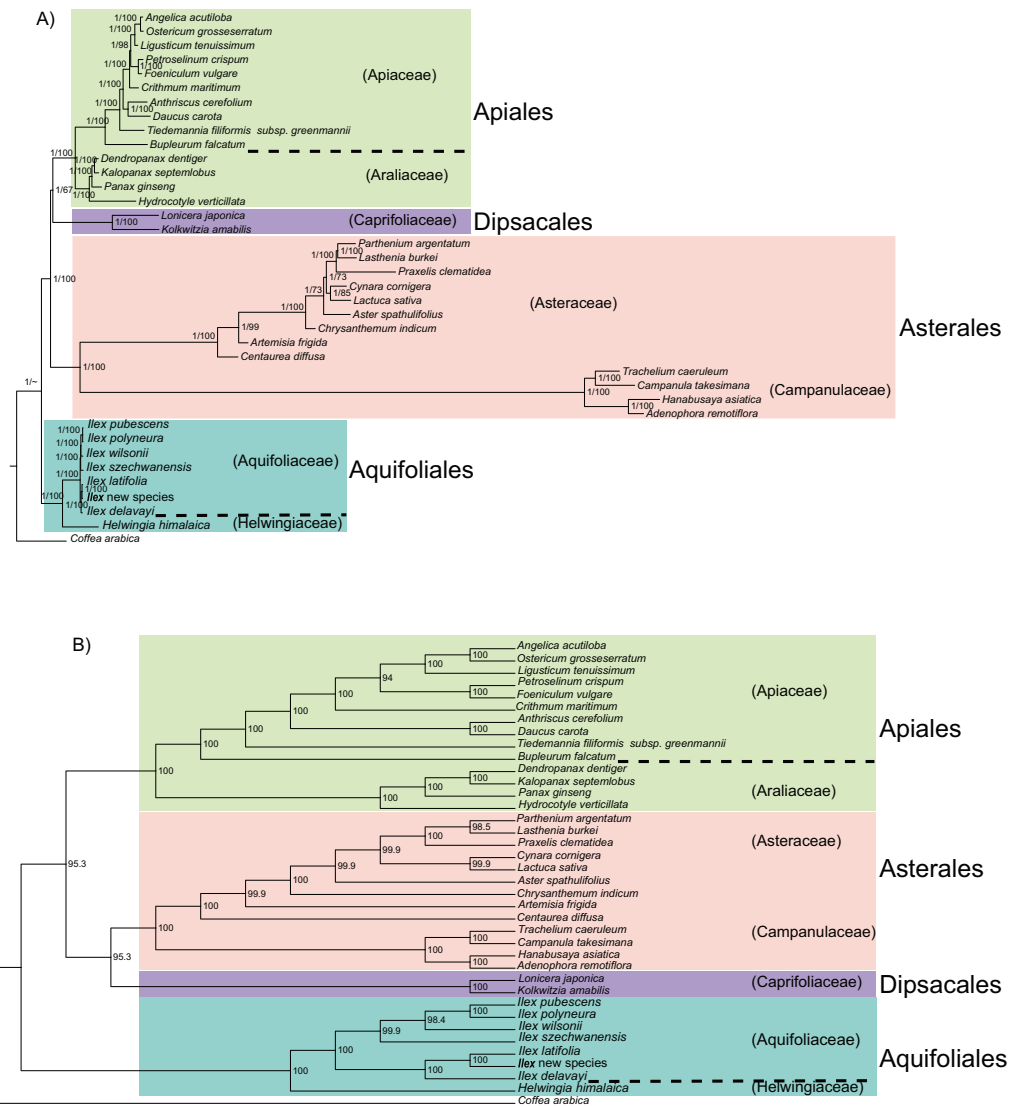 A)
1/100
Angelica acutiloba
1/100
Ostericum grosseserratum
1/98
Ligusticum tenuissimum
Petroselinum crispum
1/100
1/100
Foeniculum vulgare
(Apiaceae)
1/100
Crithmum maritimum
1/100
Anthriscus cerefolium
1/100
Daucus carota
Apiales
1/100
Tiedemannia filiformis subsp. greenmannii
Bupleurum falcatum
1/100
1/100
Dendropanax dentiger
1/100
Kalopanax septemlobus
(Araliaceae)
1/67
Panax ginseng
1/100
Hydrocotyle verticillata
Lonicera japonica
1/100
(Caprifoliaceae)
Dipsacales
Kolkwitzia amabilis
Parthenium argentatum
1/100
1/100
Lasthenia burkei
Praxelis clematidea
1/100
1/73
Cynara cornigera
1/73
1/85
Lactuca sativa
(Asteraceae)
1/100
Aster spathulifolius
Chrysanthemum indicum
1/99
1/100
Artemisia frigida
Asterales
Centaurea diffusa
1/100
Trachelium caeruleum
1/100
Campanula takesimana
1/100
(Campanulaceae)
1/~
Hanabusaya asiatica
1/100
Adenophora remotiflora
Ilex pubescens
1/100
Ilex polyneura
1/100
Ilex wilsonii
1/100
(Aquifoliaceae)
Ilex szechwanensis
1/100
Aquifoliales
Ilex latifolia
1/100
1/100
Ilex new species
1/100
Ilex delavayi
Helwingia himalaica
(Helwingiaceae)
Coffea arabica
B)
Angelica acutiloba
100
Ostericum grosseserratum
100
Ligusticum tenuissimum
94
Petroselinum crispum
100
Foeniculum vulgare
(Apiaceae)
100
Crithmum maritimum
100
Anthriscus cerefolium
100
Daucus carota
Apiales
100
Tiedemannia filiformis subsp. greenmannii
100
Bupleurum falcatum
100
Dendropanax dentiger
100
Kalopanax septemlobus
100
Panax ginseng
(Araliaceae)
100
Hydrocotyle verticillata
Parthenium argentatum
98.5
Lasthenia burkei
100
(Asteraceae)
Praxelis clematidea
99.9
Cynara cornigera
95.3
99.9
99.9
Lactuca sativa
Asterales
100
Aster spathulifolius
99.9
Chrysanthemum indicum
100
Artemisia frigida
Centaurea diffusa
100
Trachelium caeruleum
100
(Campanulaceae)
Campanula takesimana
100
95.3
Hanabusaya asiatica
100
Adenophora remotiflora
Lonicera japonica
100
(Caprifoliaceae)
Dipsacales
Kolkwitzia amabilis
Ilex pubescens
100
Ilex polyneura
98.4
Ilex wilsonii
99.9
(Aquifoliaceae)
Ilex szechwanensis
100
Ilex latifolia
100
Aquifoliales
Ilex new species
100
100
Ilex delavayi
Helwingia himalaica
(Helwingiaceae)
Coffea arabica